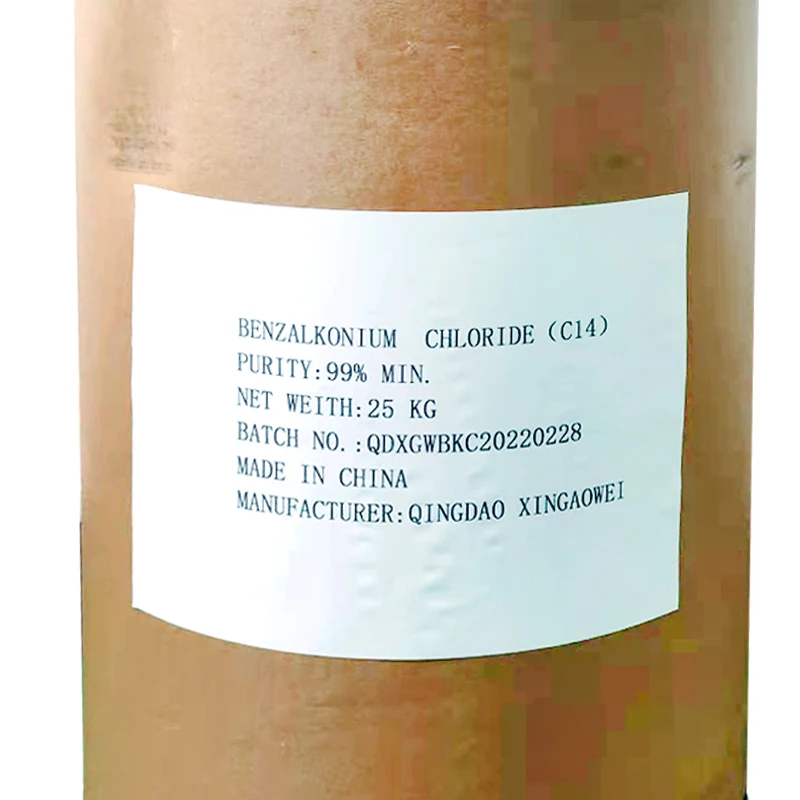 BENZALKONIUM CHLORIDE (C14)
PURITY:99% MIN.
NET WEITH:25 KG
BATCH NO.:QDXGWBKC20220228
MADE IN CHINA
MANUFACTURER:QINGDAO XINGAOWEI